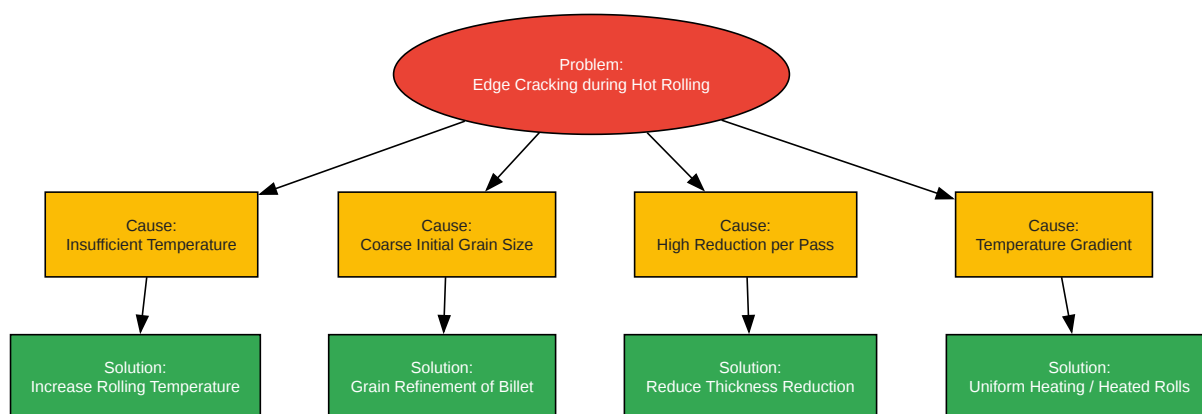 Problem:
Edge Cracking during Hot Rolling
Cause:
Insufficient Temperature
Cause:
Coarse Initial Grain Size
Cause:
High Reduction per Pass
Cause:
Temperature Gradient
Solution:
Increase Rolling Temperature
Solution:
Grain Refinement of Billet
Solution:
Reduce Thickness Reduction
Solution:
Uniform Heating / Heated Rolls